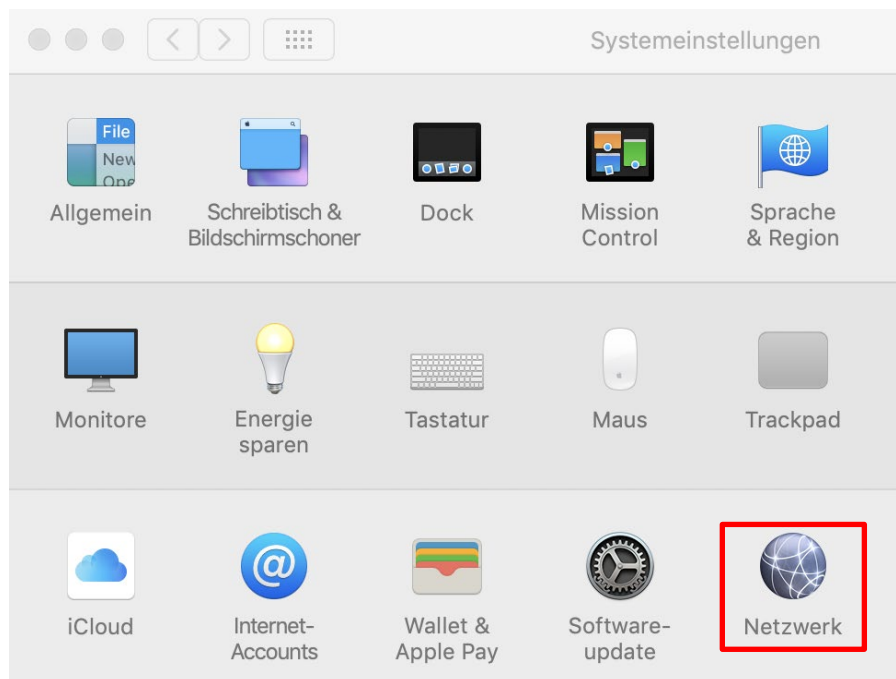 Systemeinstellungen
File
New
Ope
Allgemein
Schreibtisch &
Bildschirmschoner
Dock
Mission
Control
Sprache
& Region
Monitore
Energie
sparen
Tastatur
Maus
Trackpad
@
iCloud
Internet-
Accounts
Wallet &
Apple Pay
Software-
update
Netzwerk